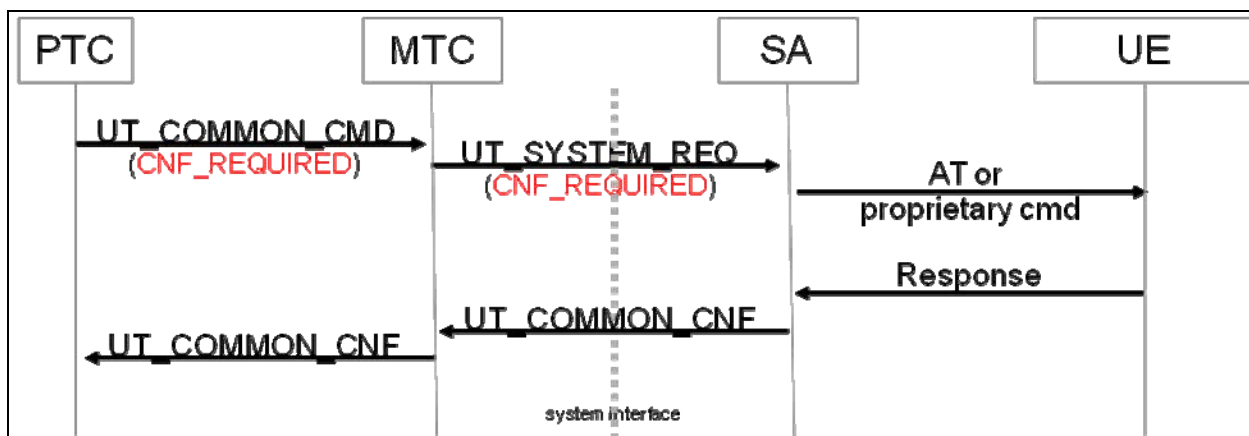 PTC
MTC
SA
UE
UT_COMMON_CMD
(CNF_REQUIRED)
UT_SYSTEM_REQ
(CNF_REQUIRED)
AT or
proprietary cmd
Response
UT_COMMON_CNF
UT_COMMON_CNF
system interface